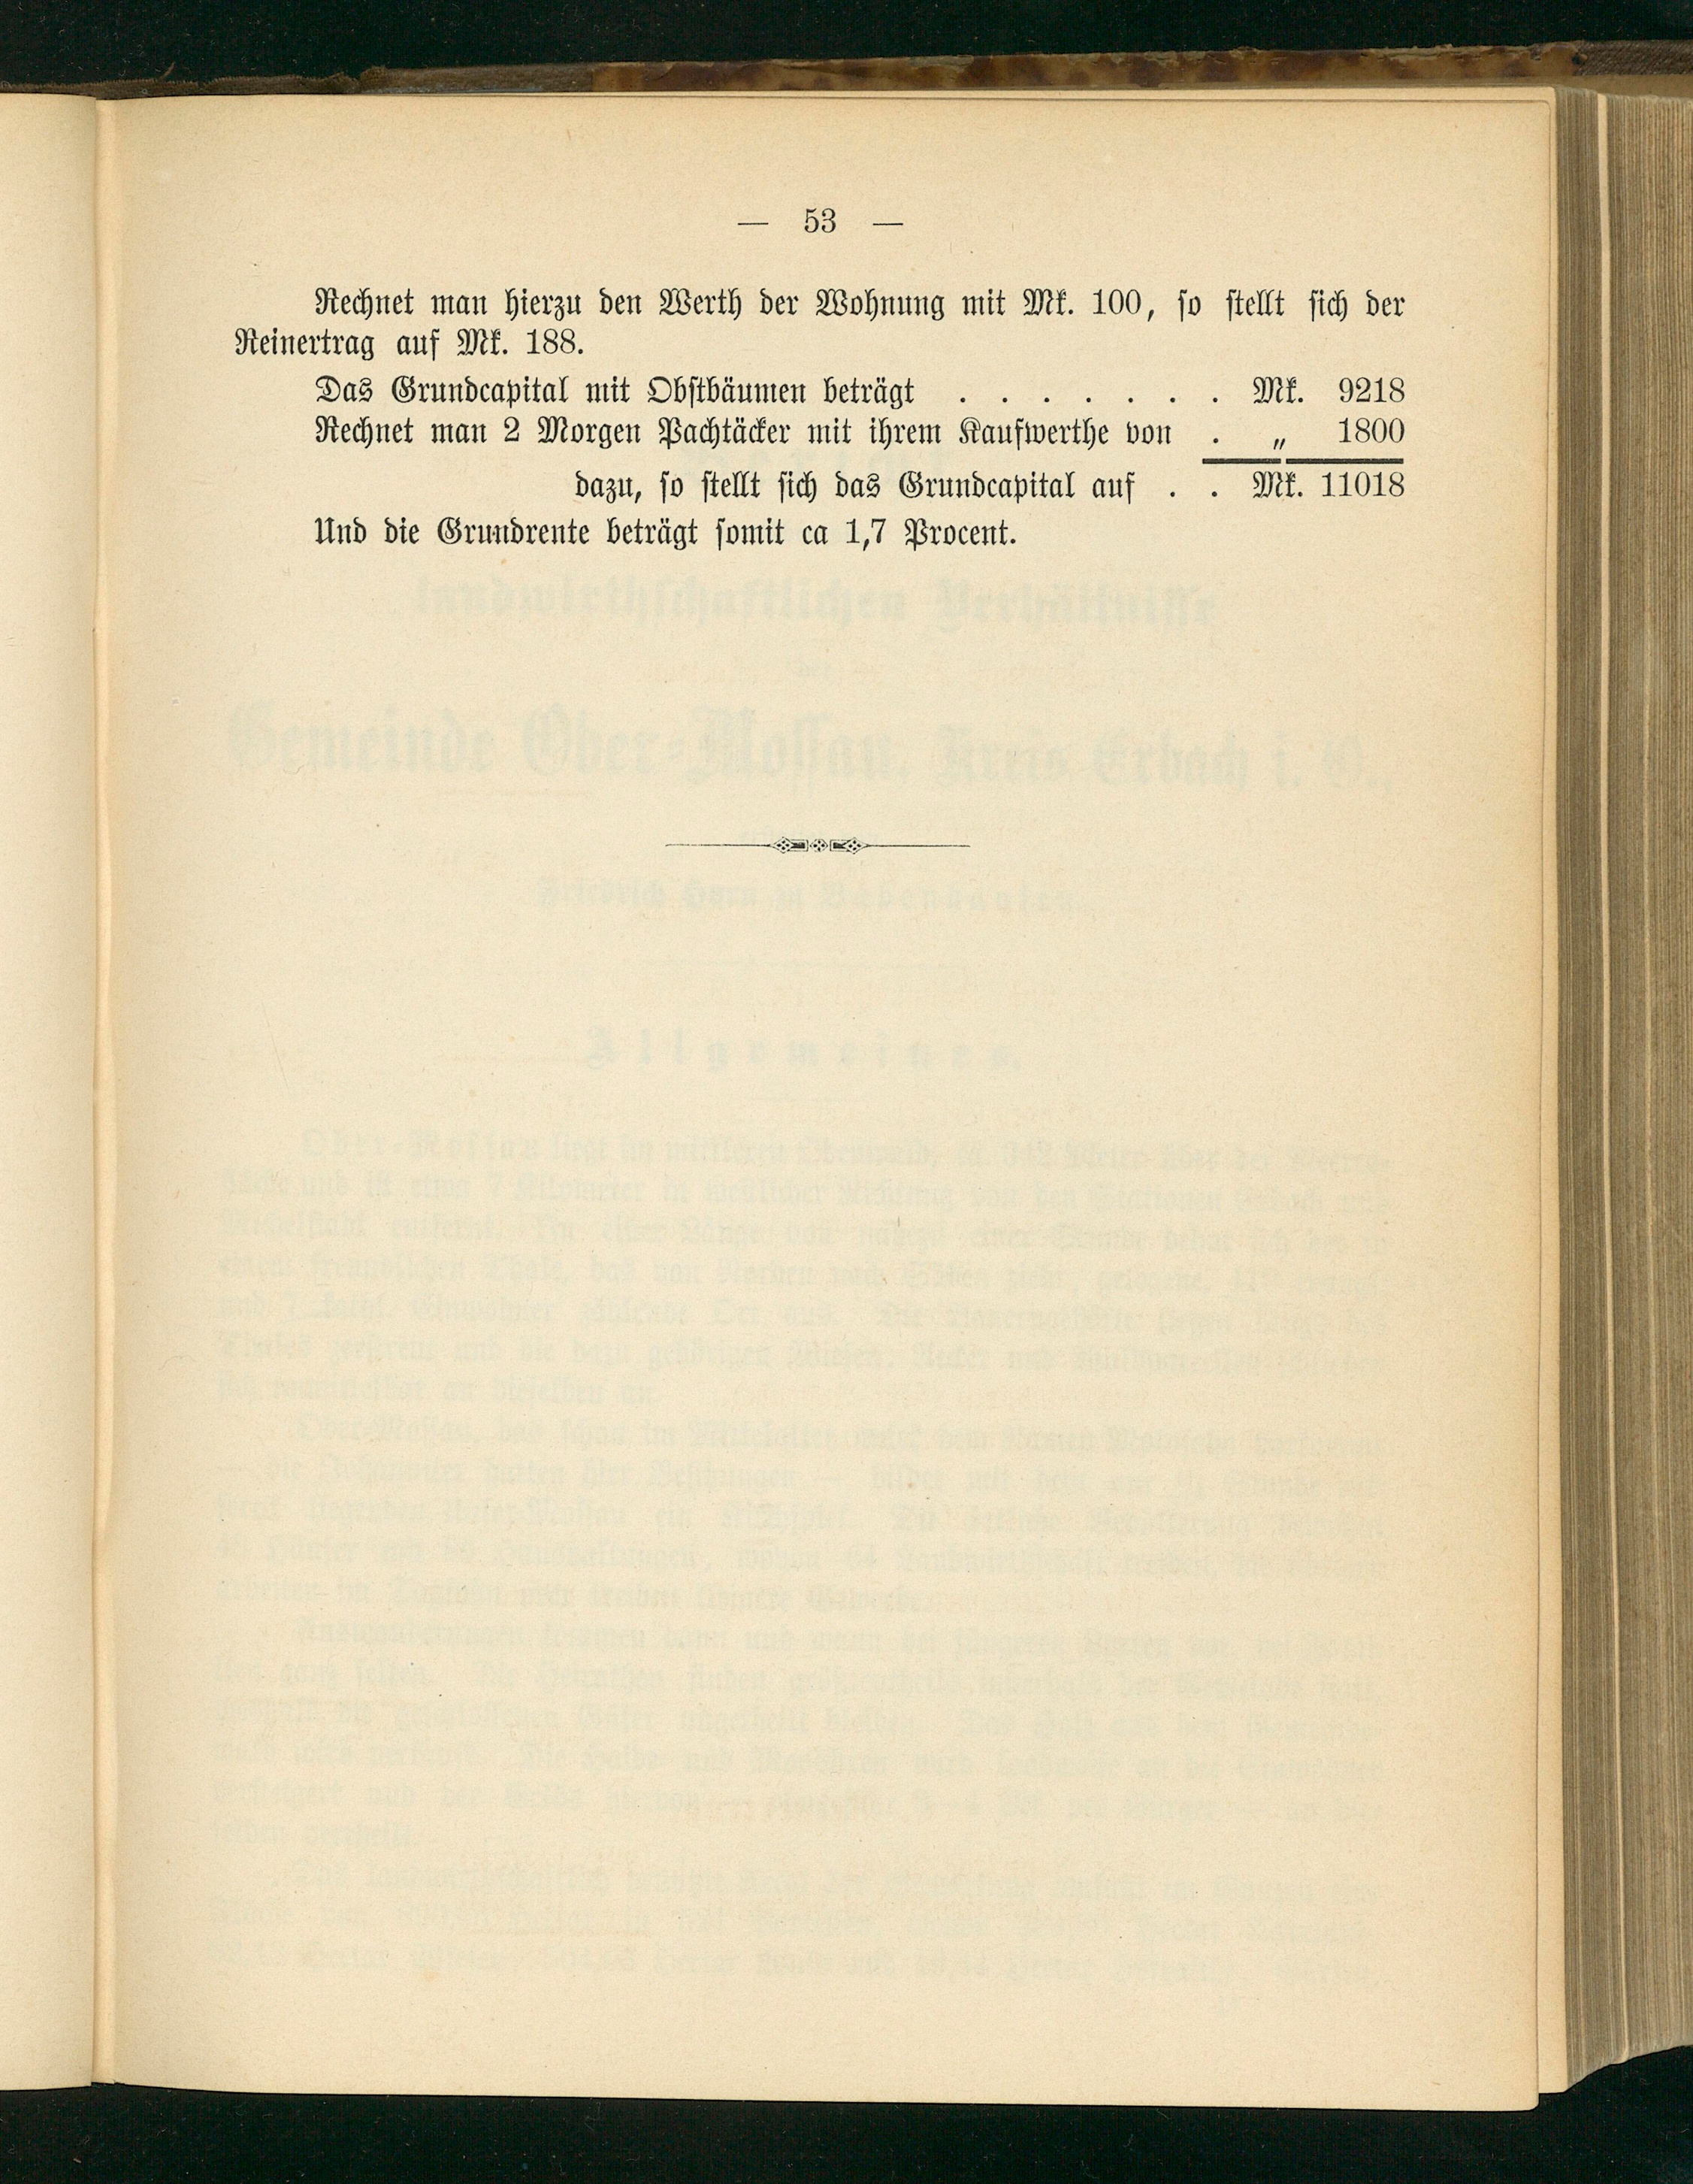 — 53 —
Rechnet man hierzu den Werth der Wohnung mit Mk. 100, so stellt sich der
Reinertrag auf Mk. 188.
Das Grundcapital mit Obstbäumen beträgt . . . . . . . Mk. 9218
Rechnet man 2 Morgen Pachtäcker mit ihrem Kaufwerthe von . „ 1800
dazu, so stellt sich das Grundcapital auf . . Mk. 11018
Und die Grundrente beträgt somit ca 1,7 Procent.